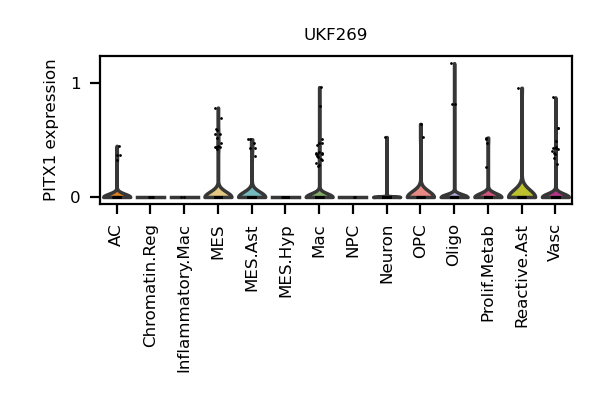 UKF269
PITX1 expression
1
0
AC
Chromatin.Reg
Inflammatory.Mac
MES
MES.Ast
MES.Hyp
Mac
NPC
Neuron
OPC
Oligo
Prolif.Metab
Reactive.Ast
Vasc